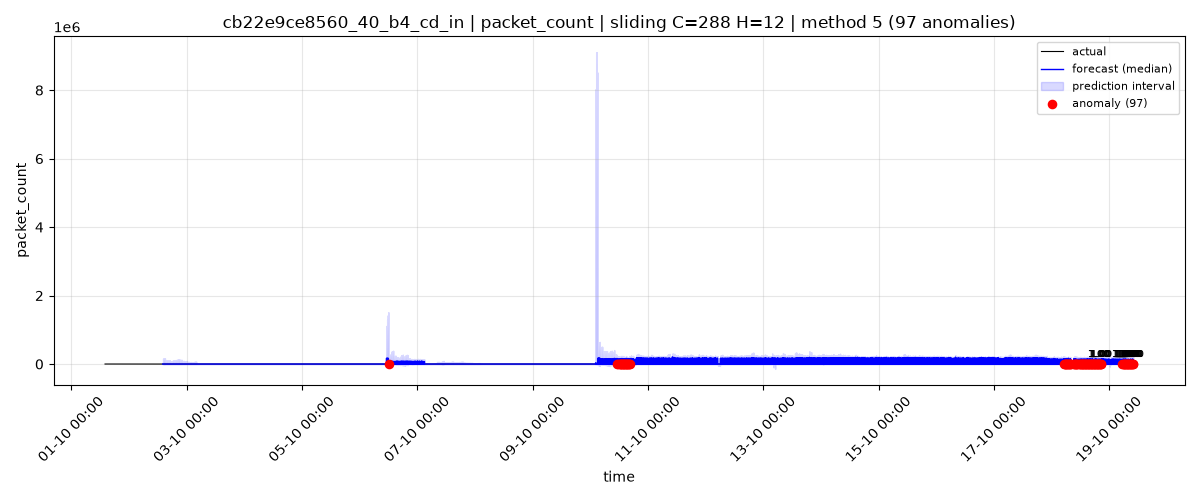 cb22e9ce8560_40_b4_cd_in | packet_count | sliding C=288 H=12 | method 5 (97 anomalies)
1e6
actual
forecast (median)
prediction interval
anomaly (97)
8
6
4
2
0
packet_count
01-10 00:00
03-10 00:00
05-10 00:00
07-10 00:00
09-10 00:00
11-10 00:00
13-10 00:00
15-10 00:00
17-10 00:00
19-10 00:00
time